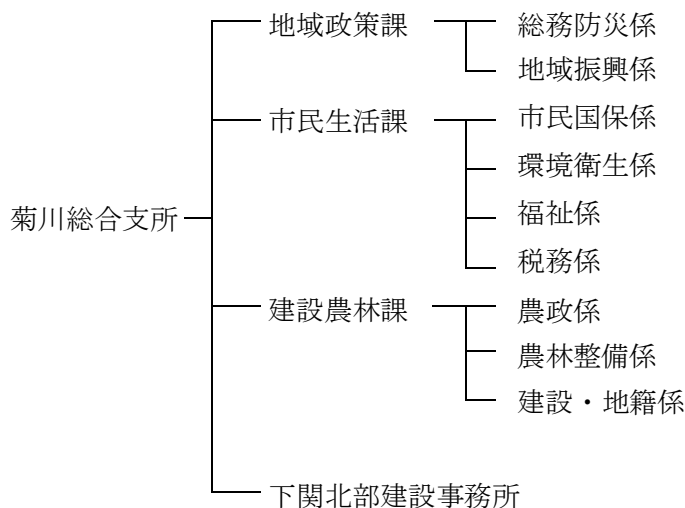 地域政策課 総務防災係
地域振興係
市民生活課 市民国保係
環境衛生係
菊川総合支所 福祉係
税務係
建設農林課 農政係
農林整備係
建設・地籍係
下関北部建設事務所